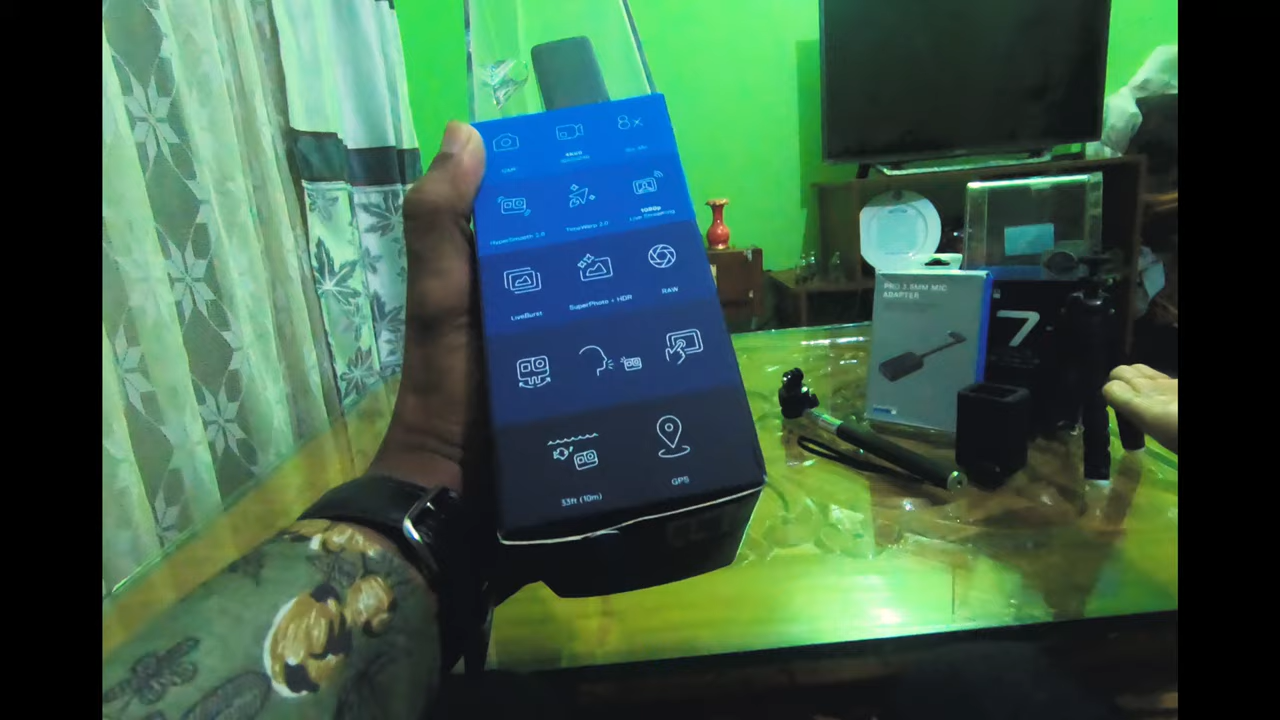 8x
HyperSmooth 2.0
TimeWarp 2.0
1080p
Live Streaming
LiveBurst
SuperPhoto + HDR
RAW
33ft (10m)
GPS
PRO 3.5MM MIC
ADAPTER
7